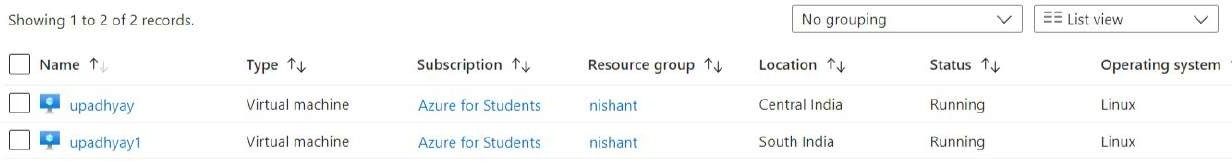 Showing 1 to 2 of 2 records. No grouping List view
Name Type Subscription Resource group Location Status Operating system
upadhyay Virtual machine Azure for Students nishant Central India Running Linux
upadhyay1 Virtual machine Azure for Students nishant South India Running Linux